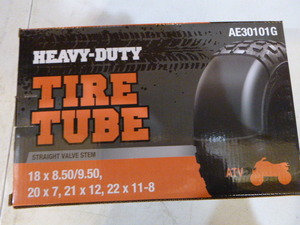 AE30101G
HEAVY-DUTY
TIRE
TUBE
STRAIGHT VALVE STEM
18 x 8.50/9.50,
20 x 7, 21 x 12, 22 x 11-8
ATV